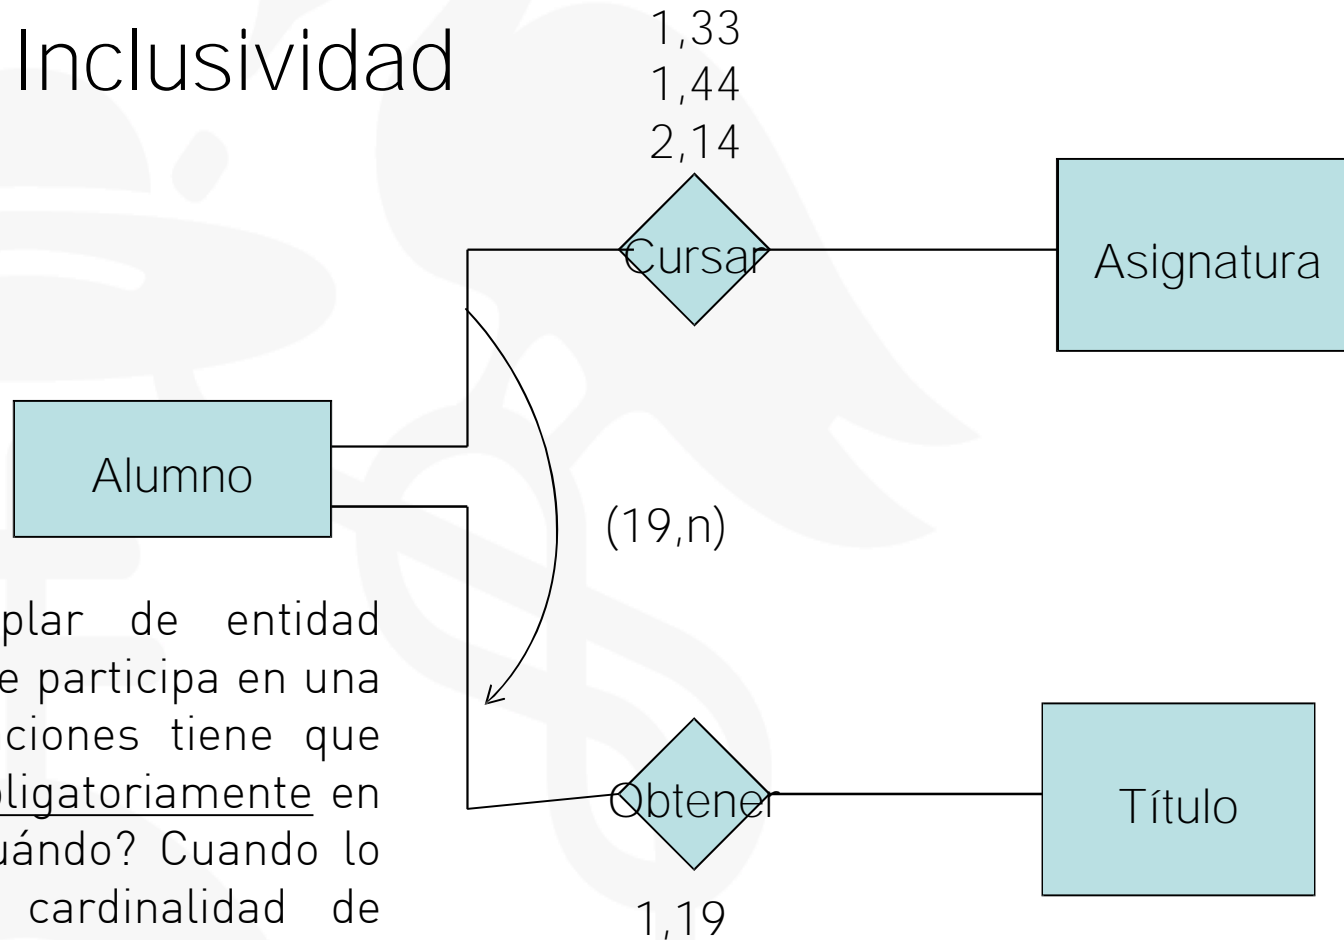 Inclusividad
1,33
1,44
2,14
Cursar
Asignatura
Alumno
(19,n)
plar de entidad
e participa en una
ciones tiene que
bligatoriamente en
uándo? Cuando lo
cardinalidad de
Obtener
Título
1,19